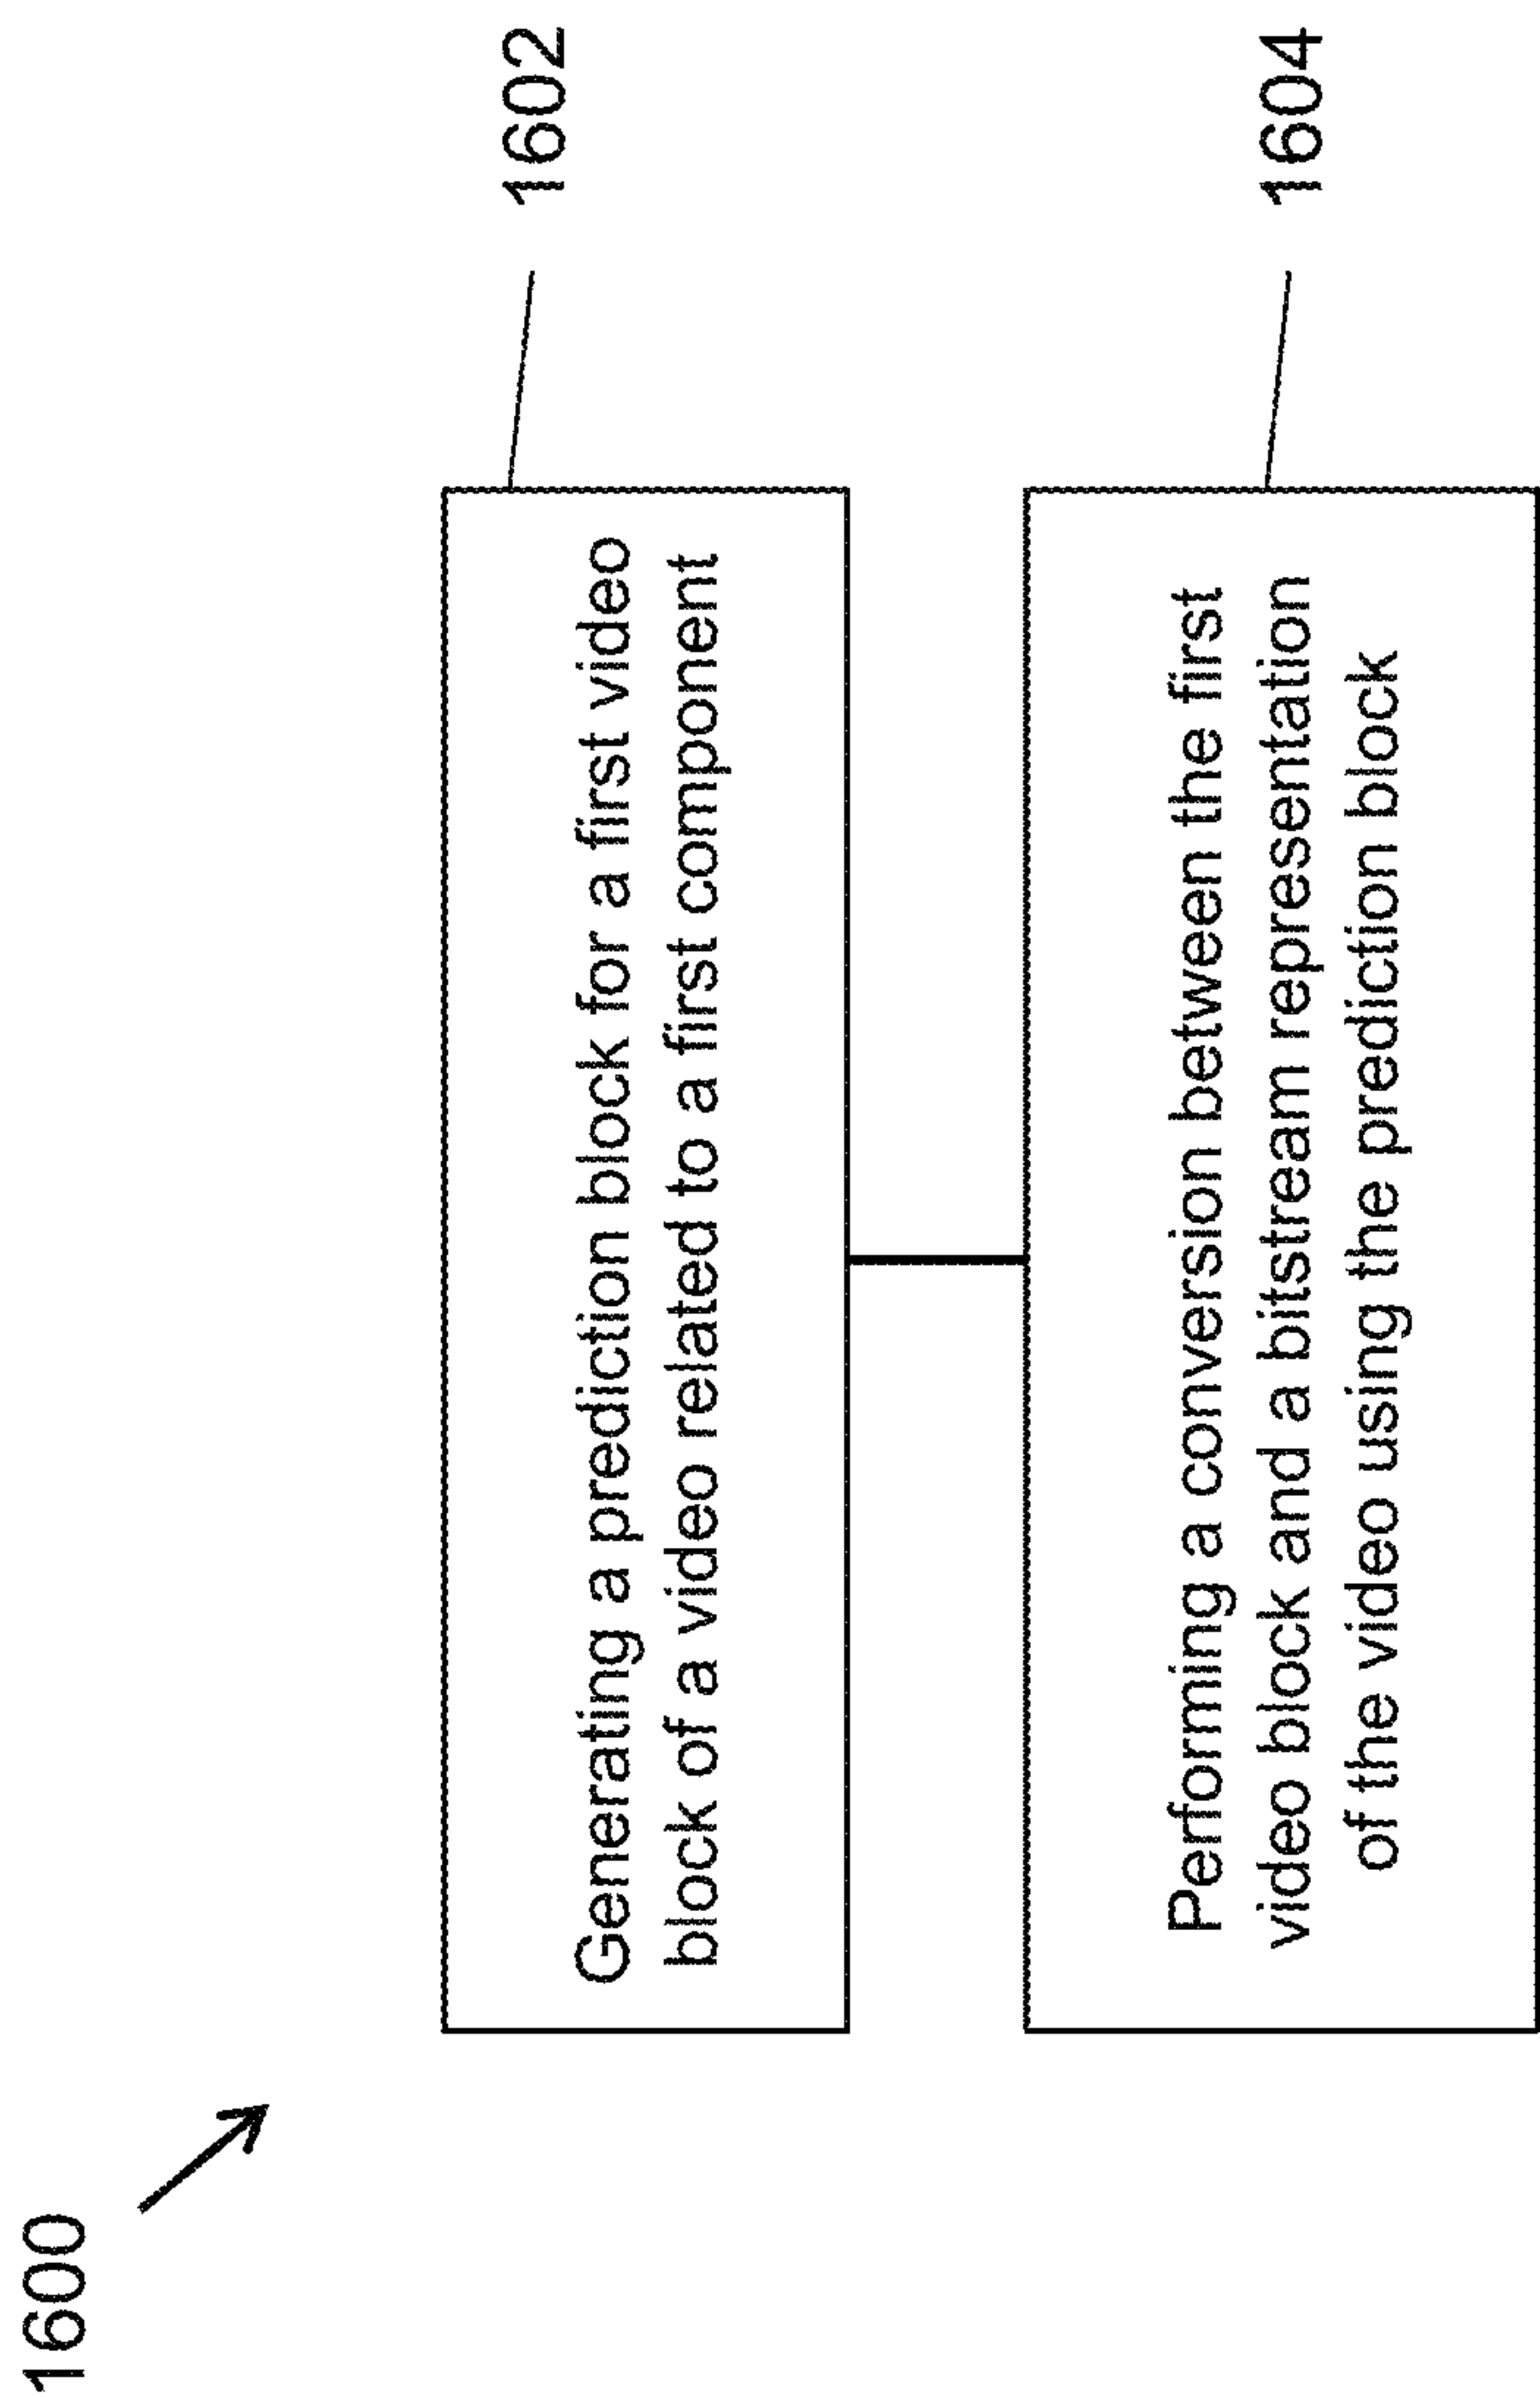 1600
1602
Generating a prediction block for a first video
block of a video related to a first component
1604
Performing a conversion between the first
video block and a bitstream representation
of the video using the prediction block